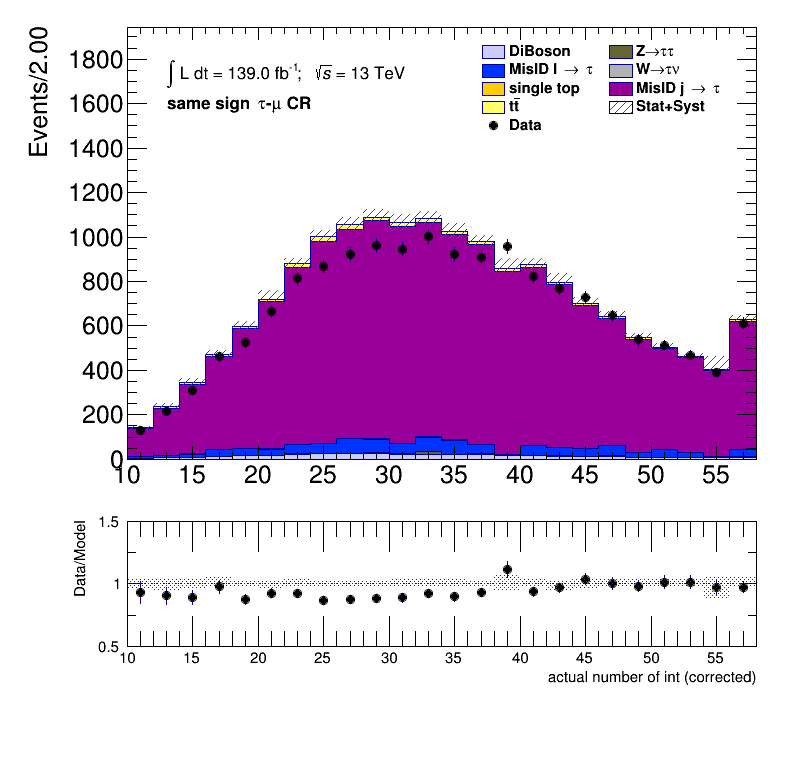 Events/2.00
1800
1600
1400
1200
1000
800
600
400
200
0
∫ L dt = 139.0 fb⁻¹; √s = 13 TeV
same sign τ-μ CR
DiBoson
MisID l → τ
single top
tt̄
Data
Z→ττ
W→τν
MisID j → τ
Stat+Syst
10 15 20 25 30 35 40 45 50 55
Data/Model
1.5
1
0.5
10 15 20 25 30 35 40 45 50 55
actual number of int (corrected)